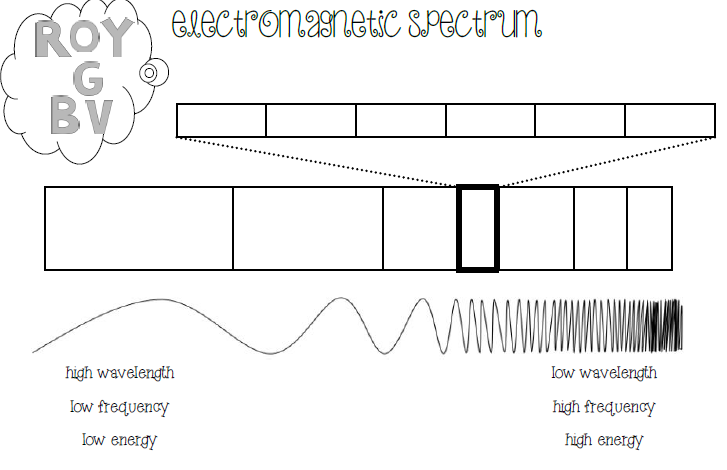 electromagnetic spectrum
ROY
G
BV
high wavelength
low frequency
low energy
low wavelength
high frequency
high energy